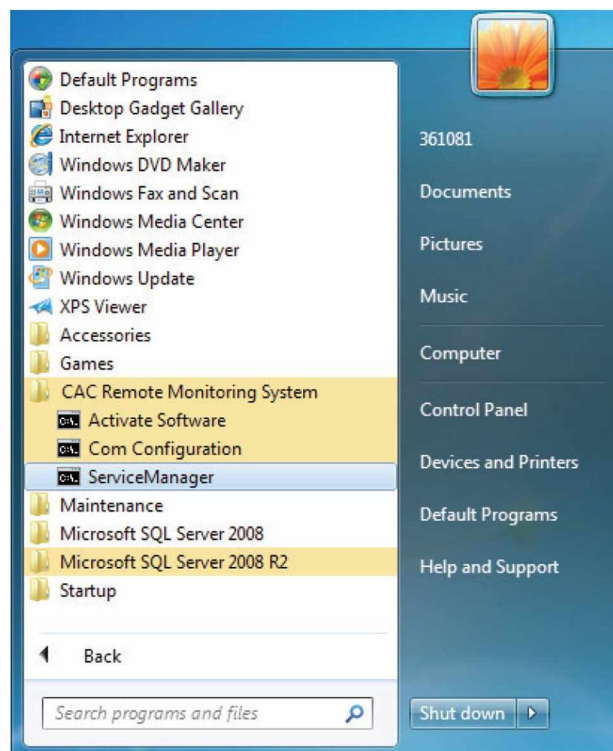 Default Programs
Desktop Gadget Gallery
Internet Explorer
Windows DVD Maker
Windows Fax and Scan
Windows Media Center
Windows Media Player
Windows Update
XPS Viewer
Accessories
Games
CAC Remote Monitoring System
Activate Software
Com Configuration
ServiceManager
Maintenance
Microsoft SQL Server 2008
Microsoft SQL Server 2008 R2
Startup
Back
Search programs and files
361081
Documents
Pictures
Music
Computer
Control Panel
Devices and Printers
Default Programs
Help and Support
Shut down